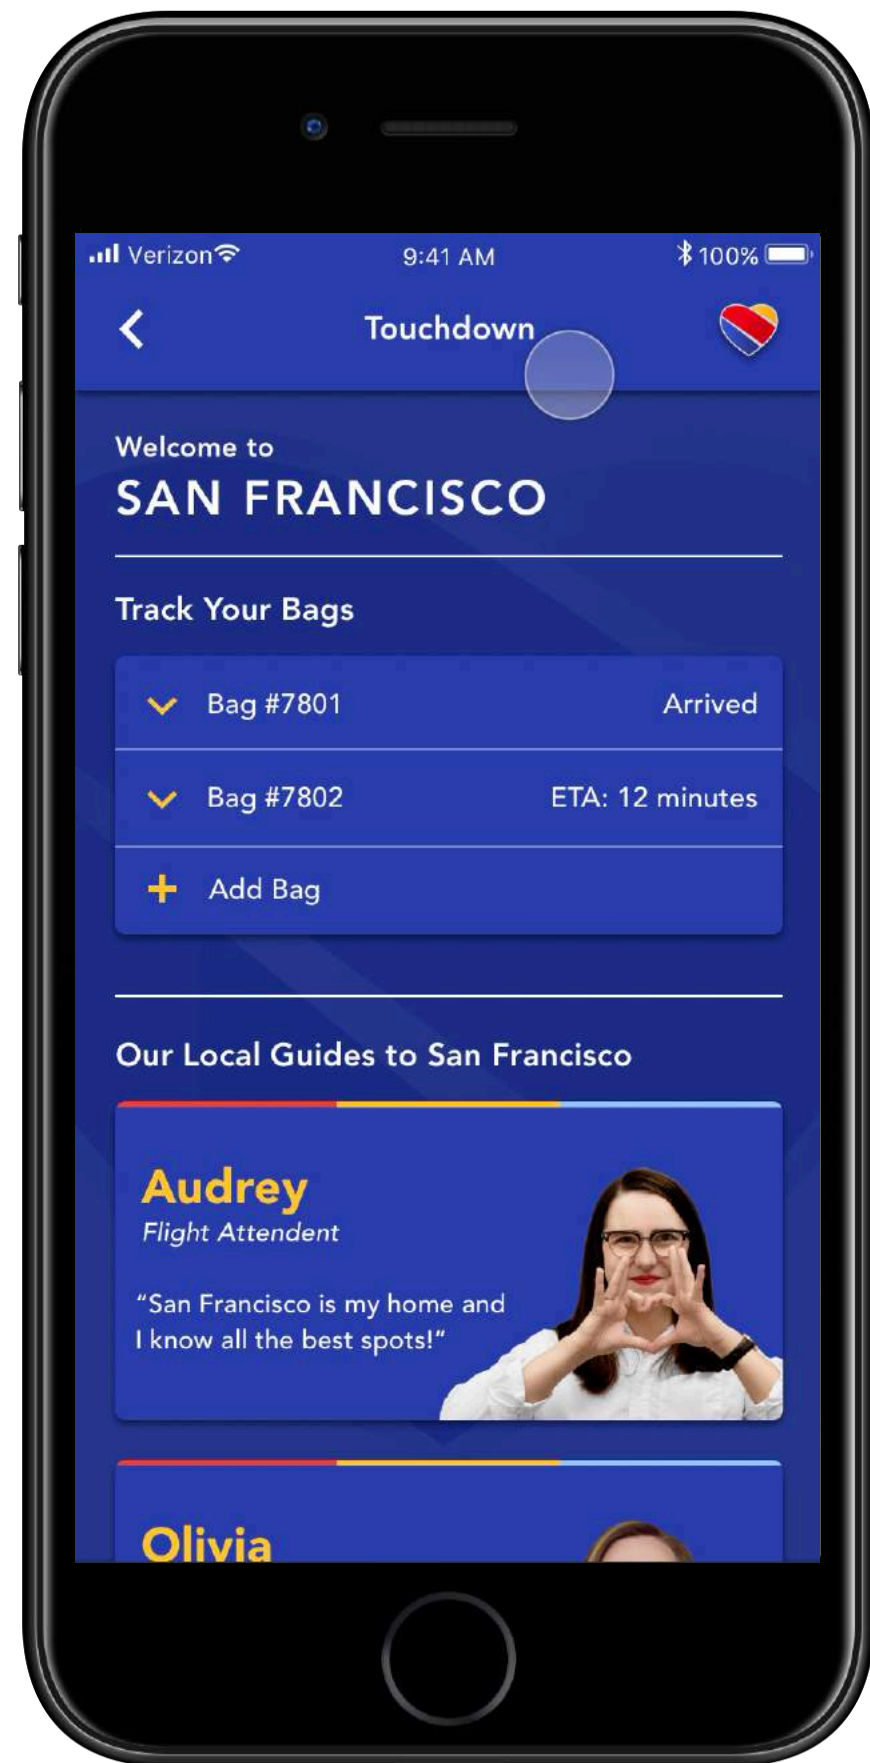 Verizon 9:41 AM 100%
Touchdown
Welcome to
SAN FRANCISCO
Track Your Bags
Bag #7801 Arrived
Bag #7802 ETA: 12 minutes
Add Bag
Our Local Guides to San Francisco
Audrey
Flight Attendent
“San Francisco is my home and
I know all the best spots!“
Olivia